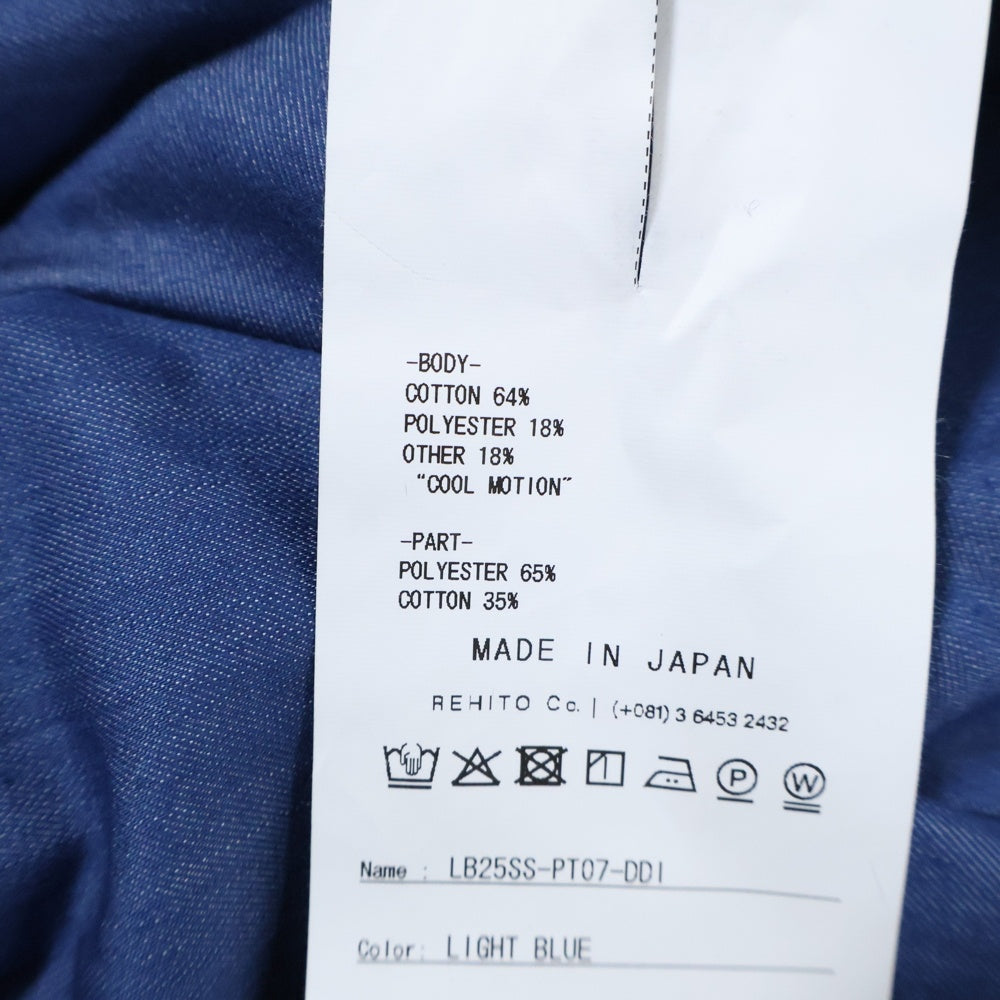 -BODY-
COTTON 64%
POLYESTER 18%
OTHER 18%
"COOL MOTION"
-PART-
POLYESTER 65%
COTTON 35%
MADE IN JAPAN
REHITO Co. | (+081) 3 6453 2432
P W
Name : LB25SS-PT07-DDI
Color: LIGHT BLUE